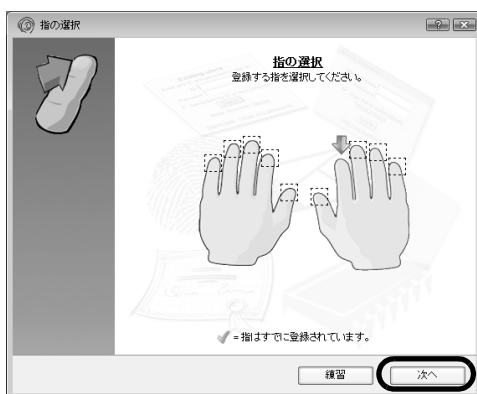 指の選択
指の選択
登録する指を選択してください。
= 指はすでに登録されています。
練習
次へ